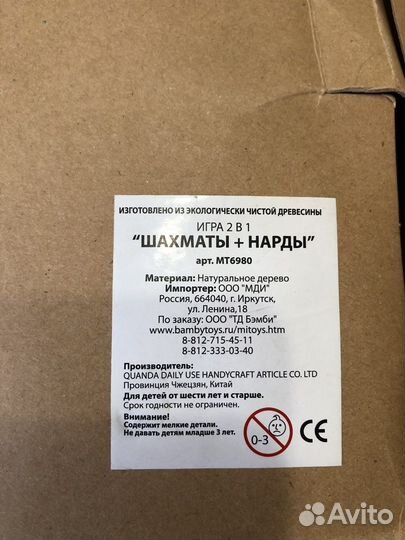 ИЗГОТОВЛЕНО ИЗ ЭКОЛОГИЧЕСКИ ЧИСТОЙ ДРЕВЕСИНЫ
ИГРА 2 В 1
"ШАХМАТЫ + НАРДЫ"
арт. MT6980
Материал: Натуральное дерево
Импортер: ООО "МДИ"
Россия, 664040, г. Иркутск,
ул. Ленина,18
По заказу: ООО "ТД Бэмби"
www.bambytoys.ru/mitoys.htm
8-812-715-45-11
8-812-333-03-40
Производитель:
QUANDA DAILY USE HANDYCRAFT ARTICLE CO. LTD
Провинция Чжецзян, Китай
Для детей от шести лет и старше.
Срок годности не ограничен.
Внимание!
Содержит мелкие детали.
Не давать детям младше 3 лет.
0-3
CE
Avito